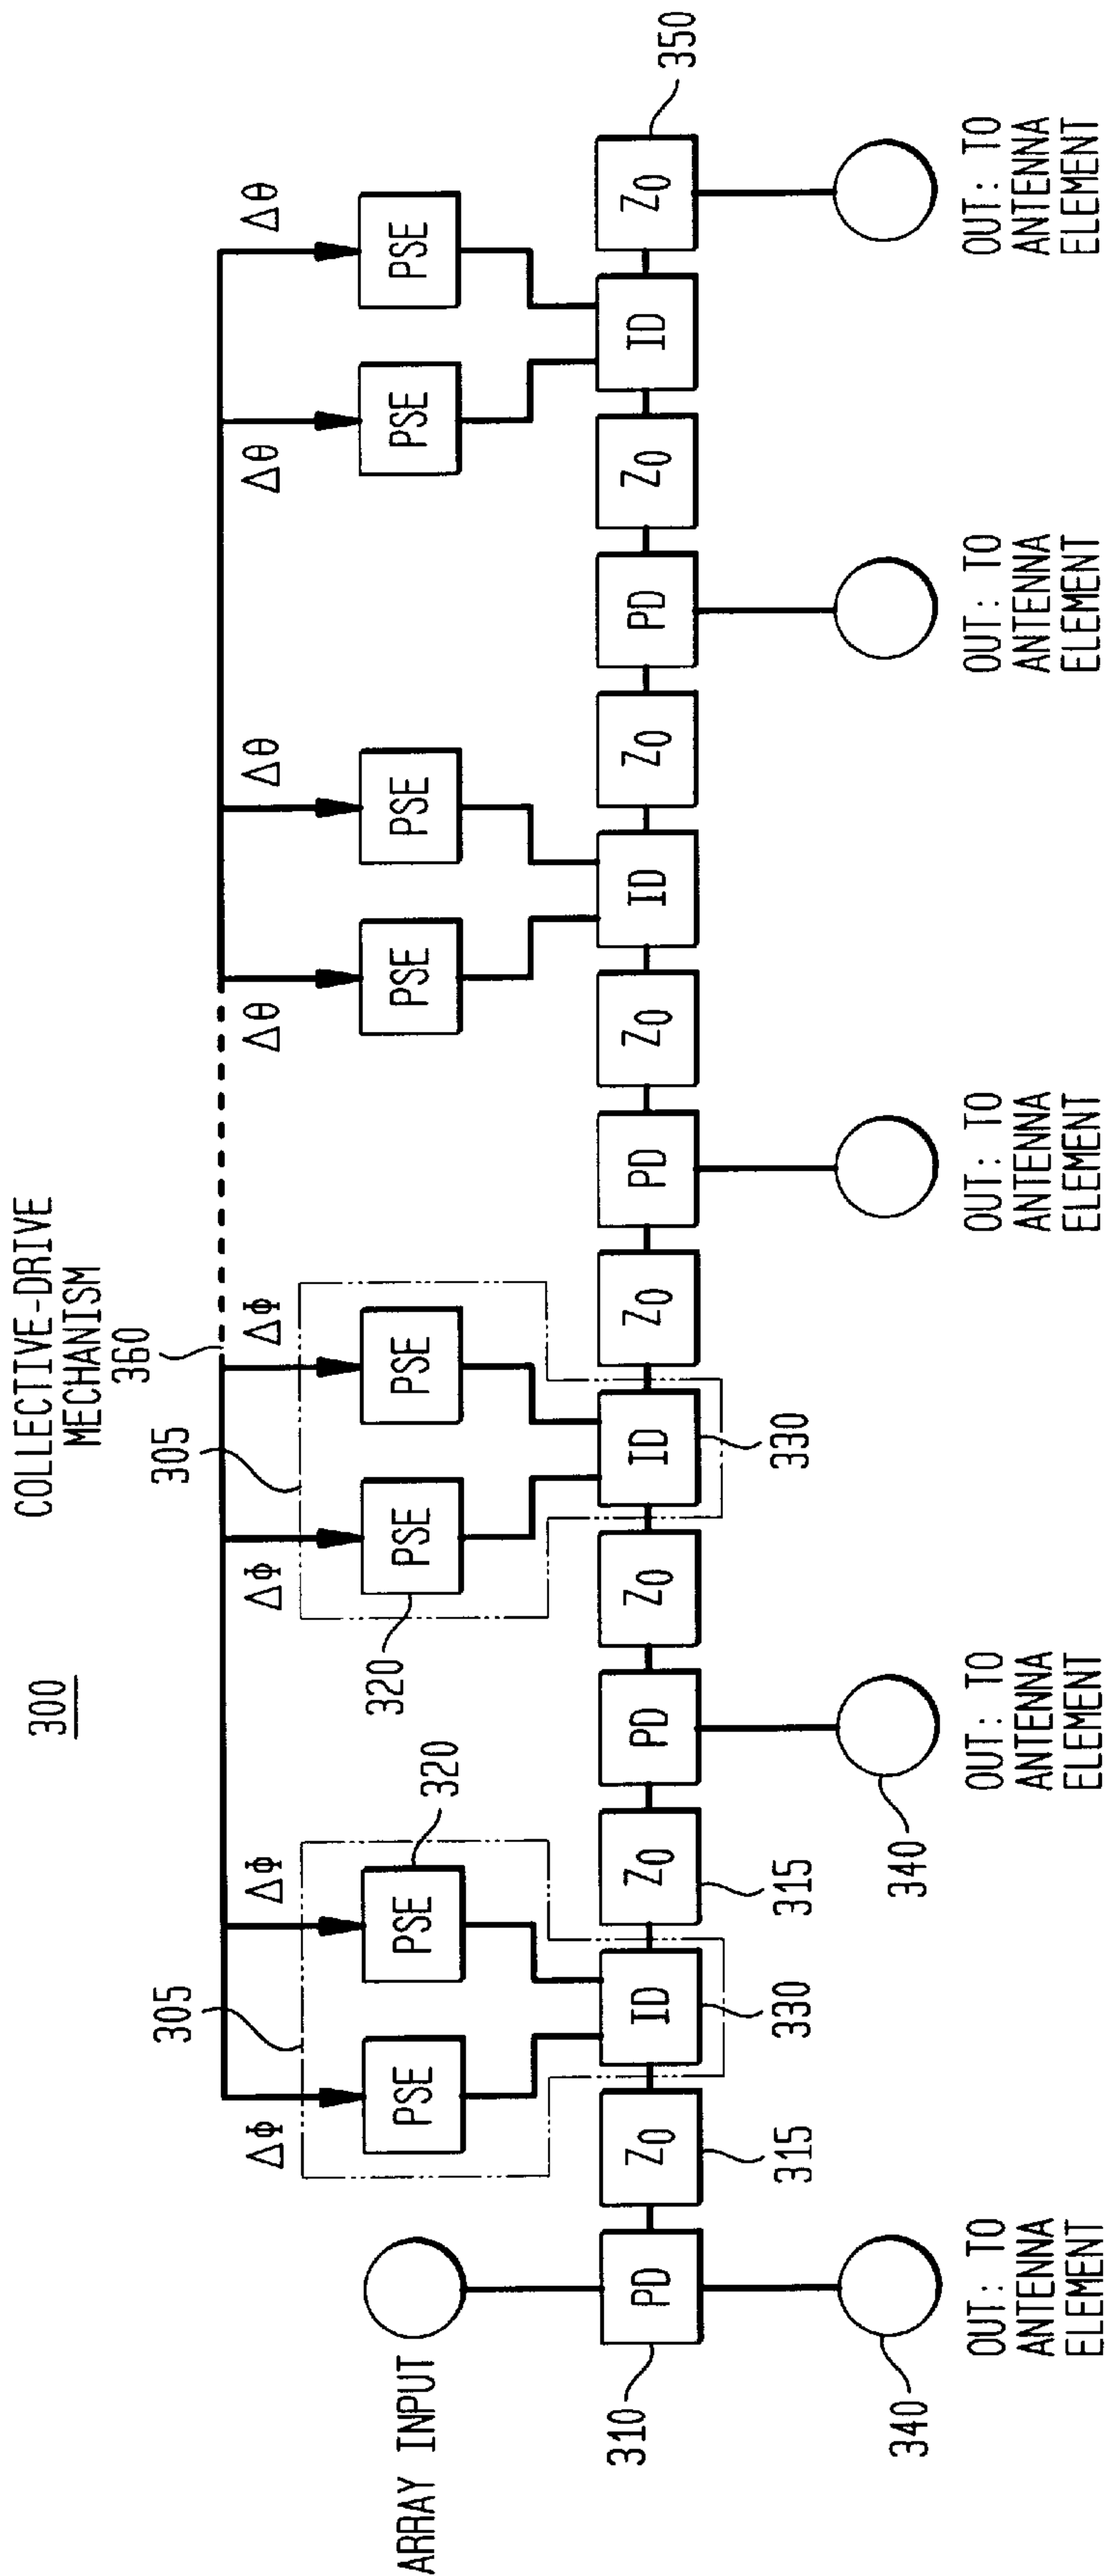 300
COLLECTIVE-DRIVE
MECHANISM
360
305
305
ΔΦ
ΔΦ
ΔΦ
ΔΦ
Δθ
Δθ
Δθ
Δθ
ARRAY INPUT
PSE
PSE
PSE
PSE
PSE
PSE
PSE
PSE
320
320
PD
Z0
ID
Z0
PD
Z0
ID
Z0
PD
Z0
ID
Z0
PD
Z0
ID
Z0
310
315
330
315
330
350
340
340
OUT: TO
ANTENNA
ELEMENT
OUT: TO
ANTENNA
ELEMENT
OUT: TO
ANTENNA
ELEMENT
OUT: TO
ANTENNA
ELEMENT
OUT: TO
ANTENNA
ELEMENT